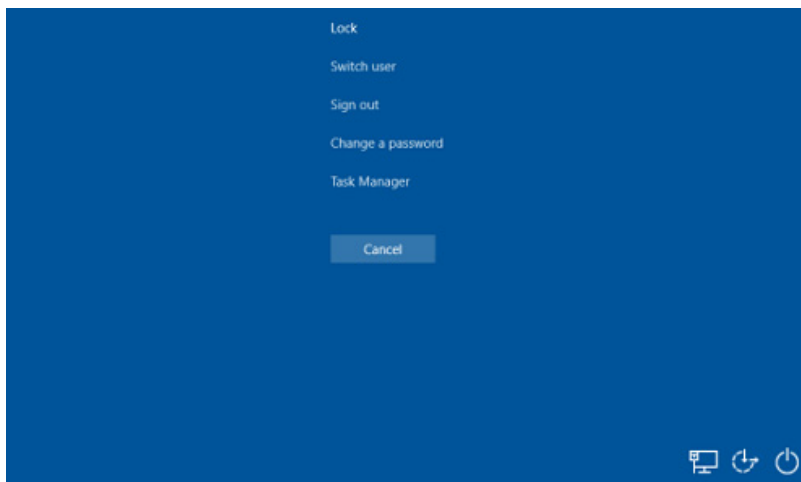 Lock
Switch user
Sign out
Change a password
Task Manager
Cancel